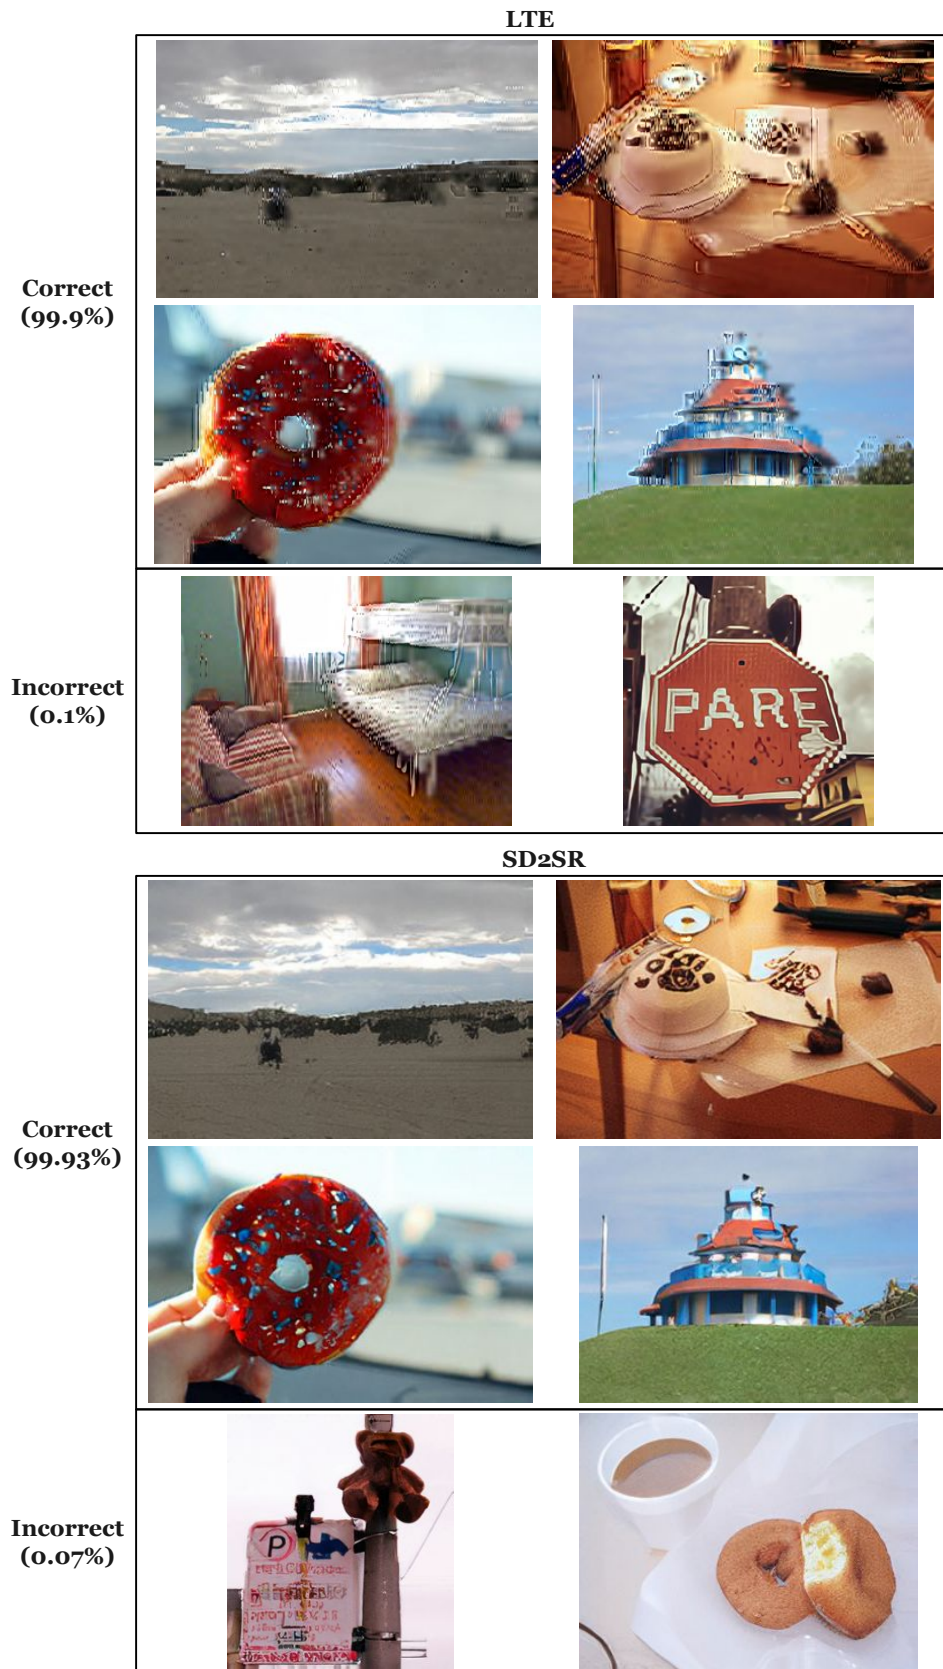 LTE
Correct
(99.9%)
PARE
Incorrect
(0.1%)
SD2SR
Correct
(99.93%)
P
Incorrect
(0.07%)